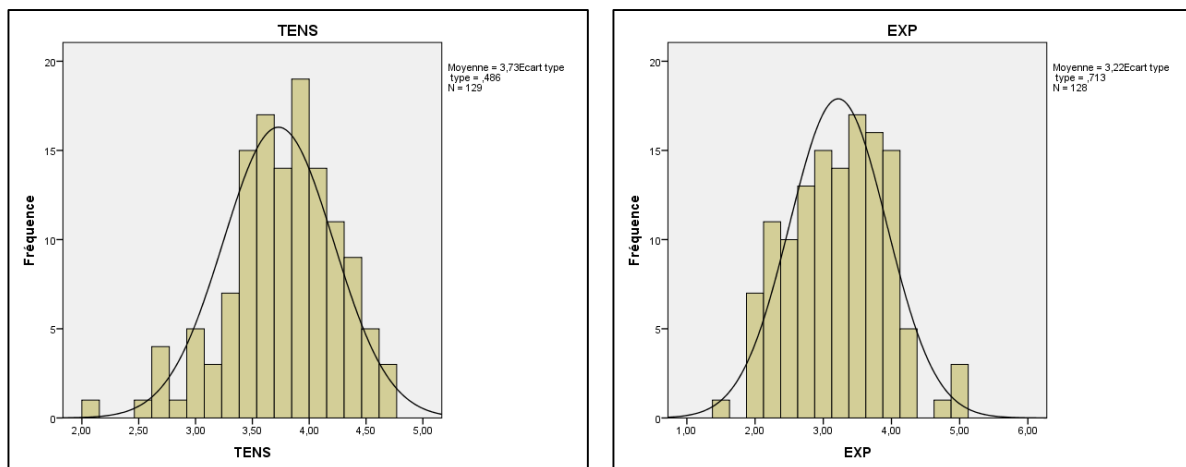 TENS
Moyenne = 3,73Ecart type
type = ,486
N = 129
20
15
10
5
0
Fréquence
2,00 2,50 3,00 3,50 4,00 4,50 5,00
TENS
EXP
Moyenne = 3,22Ecart type
type = ,713
N = 128
20
15
10
5
0
Fréquence
1,00 2,00 3,00 4,00 5,00 6,00
EXP